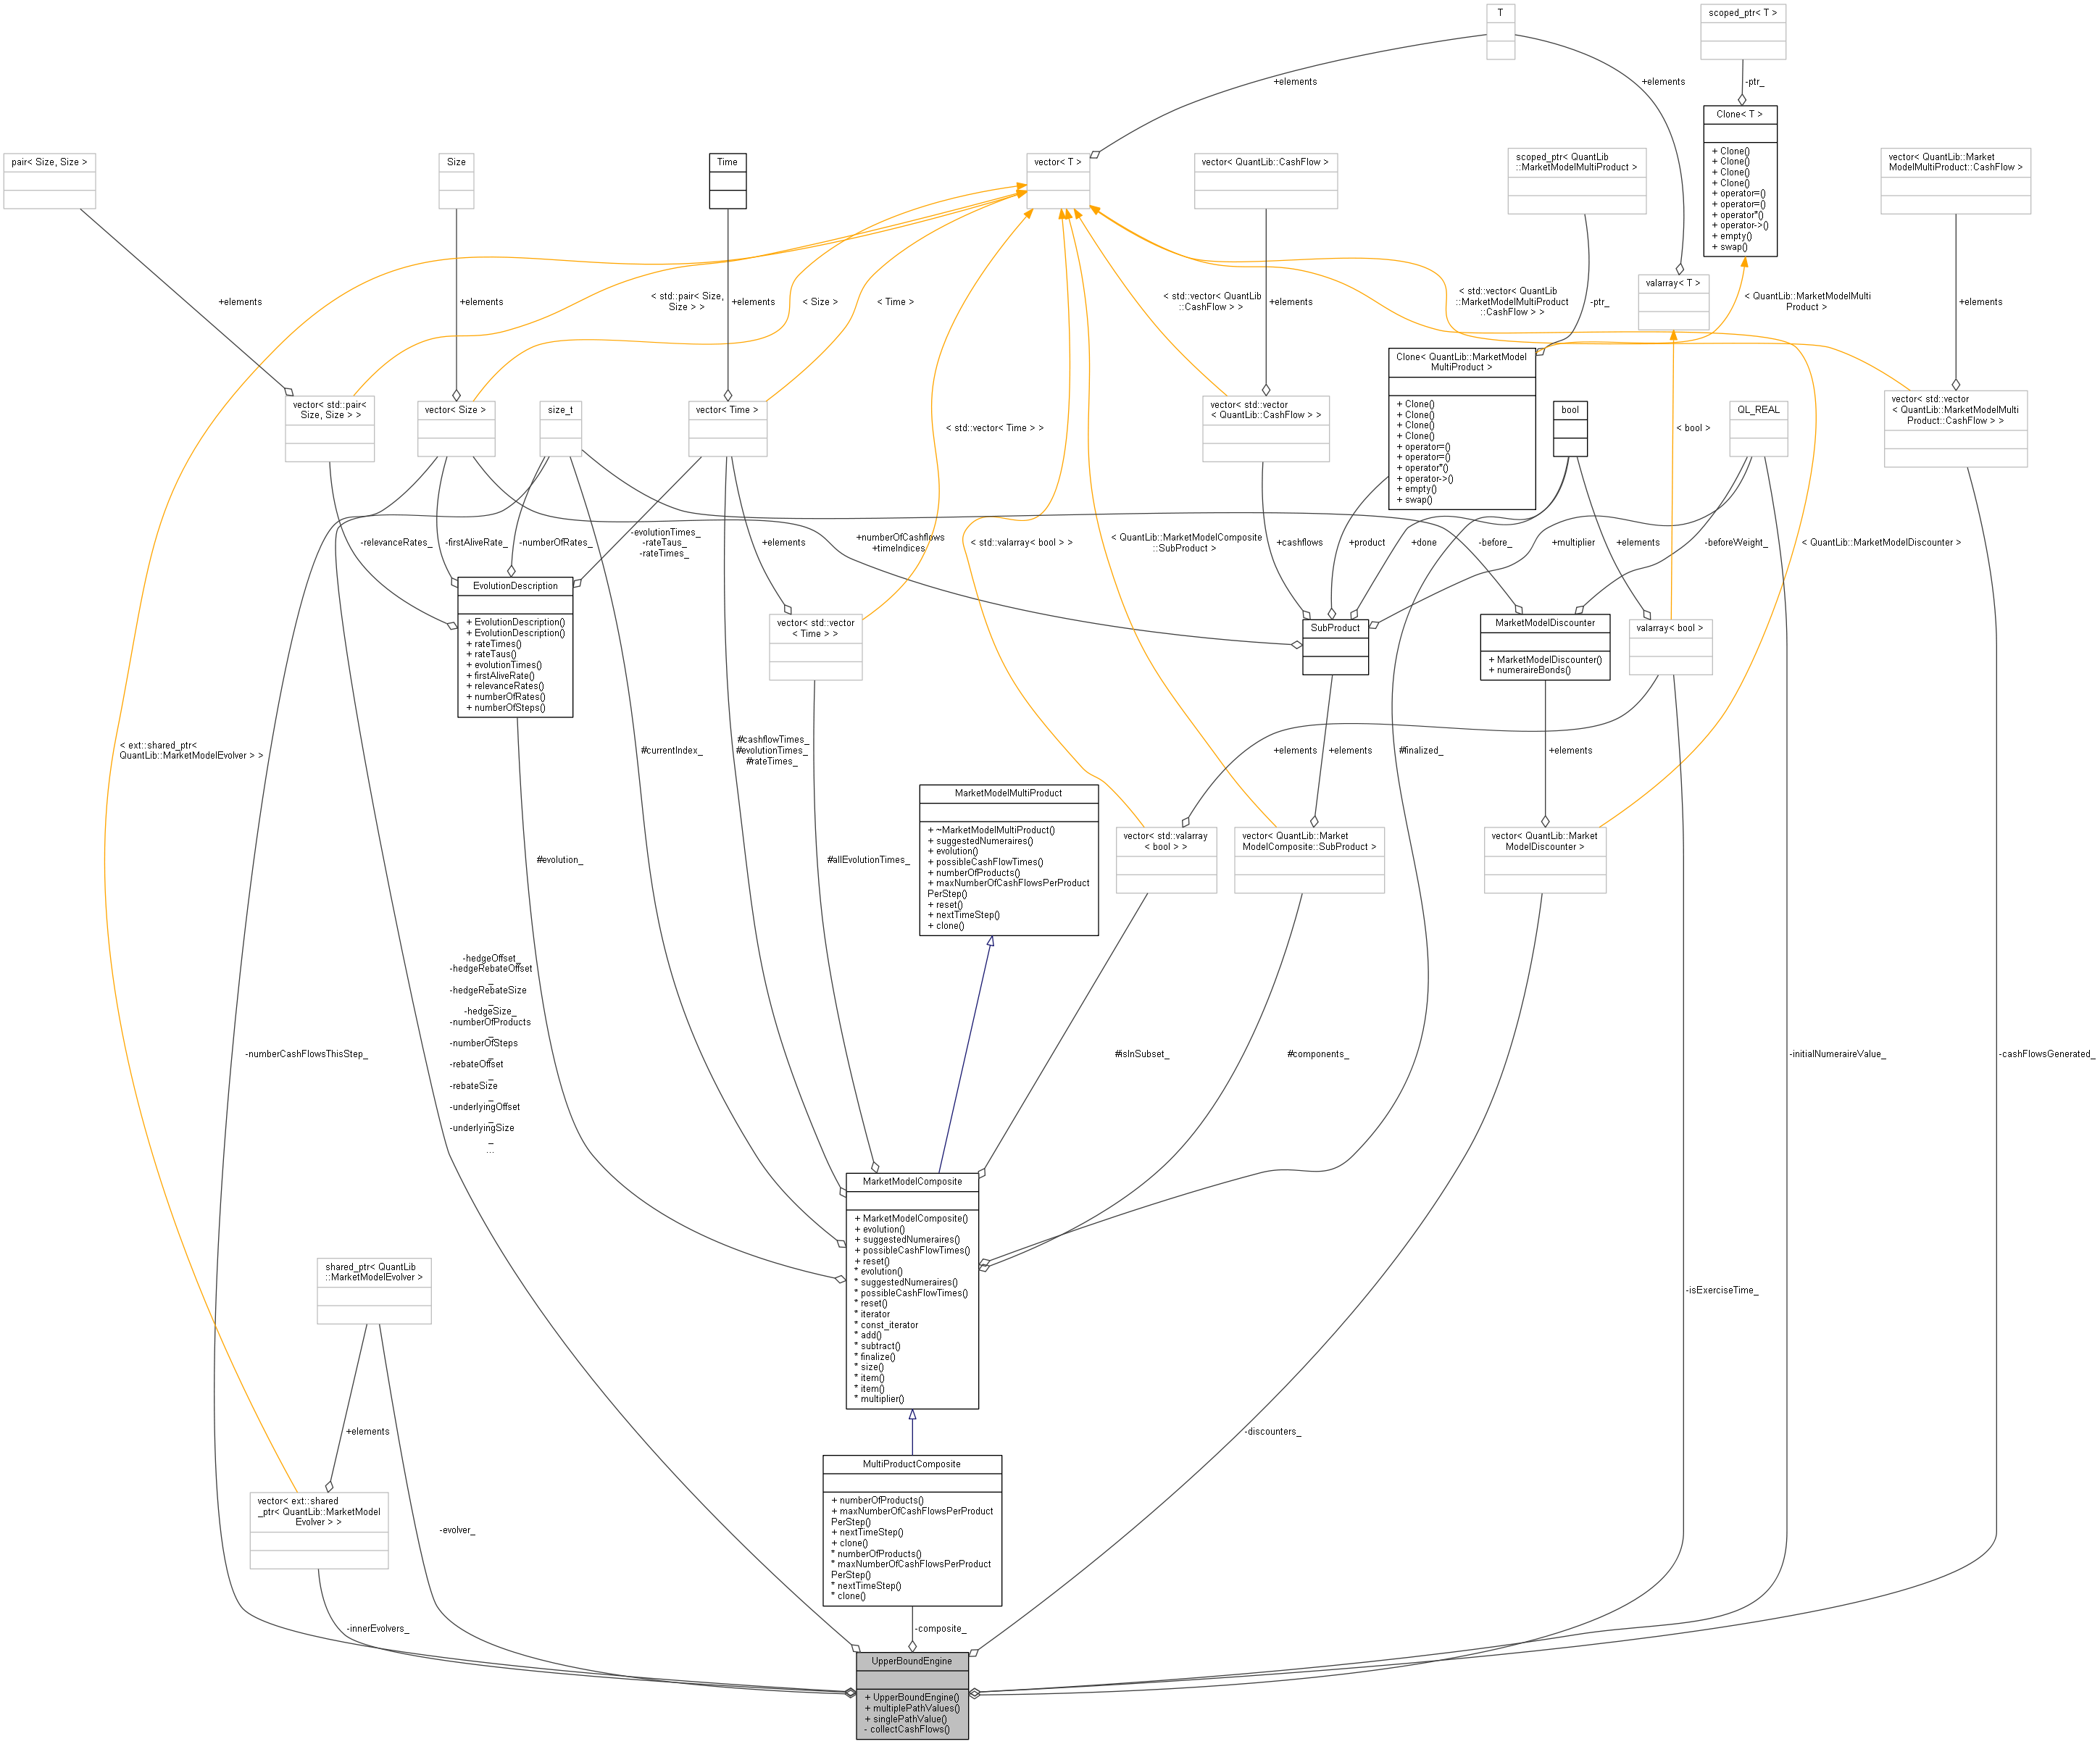 T
scoped_ptr< T >
+elements
+elements
-ptr_
Clone< T >
+ Clone()
+ Clone()
+ Clone()
+ Clone()
+ operator=()
+ operator=()
+ operator*()
+ operator->()
+ empty()
+ swap()
pair< Size, Size >
Size
Time
vector< T >
vector< QuantLib::CashFlow >
scoped_ptr< QuantLib
::MarketModelMultiProduct >
vector< QuantLib::Market
ModelMultiProduct::CashFlow >
valarray< T >
+elements
+elements
< std::pair< Size,
Size > >
+elements
< Size >
< Time >
< std::vector< QuantLib
::CashFlow > >
+elements
< std::vector< QuantLib
::MarketModelMultiProduct
::CashFlow > >
-ptr_
< QuantLib::MarketModelMulti
Product >
+elements
vector< std::pair<
Size, Size > >
vector< Size >
size_t
vector< Time >
vector< std::vector
< QuantLib::CashFlow > >
Clone< QuantLib::MarketModel
MultiProduct >
+ Clone()
+ Clone()
+ Clone()
+ Clone()
+ operator=()
+ operator=()
+ operator*()
+ operator->()
+ empty()
+ swap()
bool
QL_REAL
vector< std::vector
< QuantLib::MarketModelMulti
Product::CashFlow > >
< std::vector< Time > >
< bool >
-relevanceRates_
-firstAliveRate_
-numberOfRates_
-evolutionTimes_
-rateTaus_
-rateTimes_
+elements
+numberOfCashflows
+timeIndices
< std::valarray< bool > >
< QuantLib::MarketModelComposite
::SubProduct >
+cashflows
+product
+done
-before_
+multiplier
+elements
-beforeWeight_
< QuantLib::MarketModelDiscounter >
EvolutionDescription
+ EvolutionDescription()
+ EvolutionDescription()
+ rateTimes()
+ rateTaus()
+ evolutionTimes()
+ firstAliveRate()
+ relevanceRates()
+ numberOfRates()
+ numberOfSteps()
vector< std::vector
< Time > >
SubProduct
MarketModelDiscounter
+ MarketModelDiscounter()
+ numeraireBonds()
valarray< bool >
< ext::shared_ptr<
QuantLib::MarketModelEvolver > >
#currentIndex_
#cashflowTimes_
#evolutionTimes_
#rateTimes_
+elements
+elements
#finalized_
+elements
MarketModelMultiProduct
+ ~MarketModelMultiProduct()
+ suggestedNumeraires()
+ evolution()
+ possibleCashFlowTimes()
+ numberOfProducts()
+ maxNumberOfCashFlowsPerProduct
PerStep()
+ reset()
+ nextTimeStep()
+ clone()
vector< std::valarray
< bool > >
vector< QuantLib::Market
ModelComposite::SubProduct >
vector< QuantLib::Market
ModelDiscounter >
#evolution_
#allEvolutionTimes_
-hedgeOffset_
-hedgeRebateOffset
_
-hedgeRebateSize
_
-hedgeSize_
-numberOfProducts
_
-numberOfSteps
_
-rebateOffset
_
-rebateSize
_
-underlyingOffset
_
-underlyingSize
_
...
-numberCashFlowsThisStep_
#isInSubset_
#components_
-initialNumeraireValue_
-cashFlowsGenerated_
MarketModelComposite
+ MarketModelComposite()
+ evolution()
+ suggestedNumeraires()
+ possibleCashFlowTimes()
+ reset()
* evolution()
* suggestedNumeraires()
* possibleCashFlowTimes()
* reset()
* iterator
* const_iterator
* add()
* subtract()
* finalize()
* size()
* item()
* item()
* multiplier()
shared_ptr< QuantLib
::MarketModelEvolver >
-isExerciseTime_
+elements
-discounters_
MultiProductComposite
+ numberOfProducts()
+ maxNumberOfCashFlowsPerProduct
PerStep()
+ nextTimeStep()
+ clone()
* numberOfProducts()
* maxNumberOfCashFlowsPerProduct
PerStep()
* nextTimeStep()
* clone()
vector< ext::shared
_ptr< QuantLib::MarketModel
Evolver > >
-evolver_
-innerEvolvers_
-composite_
UpperBoundEngine
+ UpperBoundEngine()
+ multiplePathValues()
+ singlePathValue()
- collectCashFlows()